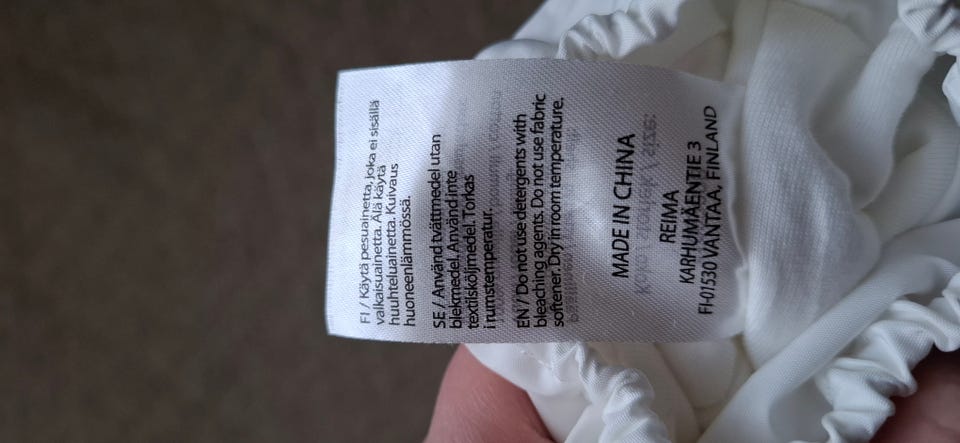 FI / Käytä pesuainetta, joka ei sisällä
valkaisuainetta. Älä käytä
huuhteluainetta. Kuivaus
huoneenlämmössä.
SE / Använd tvättmedel utan
blekmedel. Använd inte
textilsköljmedel. Torkas
i rumstemperatur.
EN / Do not use detergents with
bleaching agents. Do not use fabric
softener. Dry in room temperature.
MADE IN CHINA
REIMA
KARHUMÄENTIE 3
FI-01530 VANTAA, FINLAND